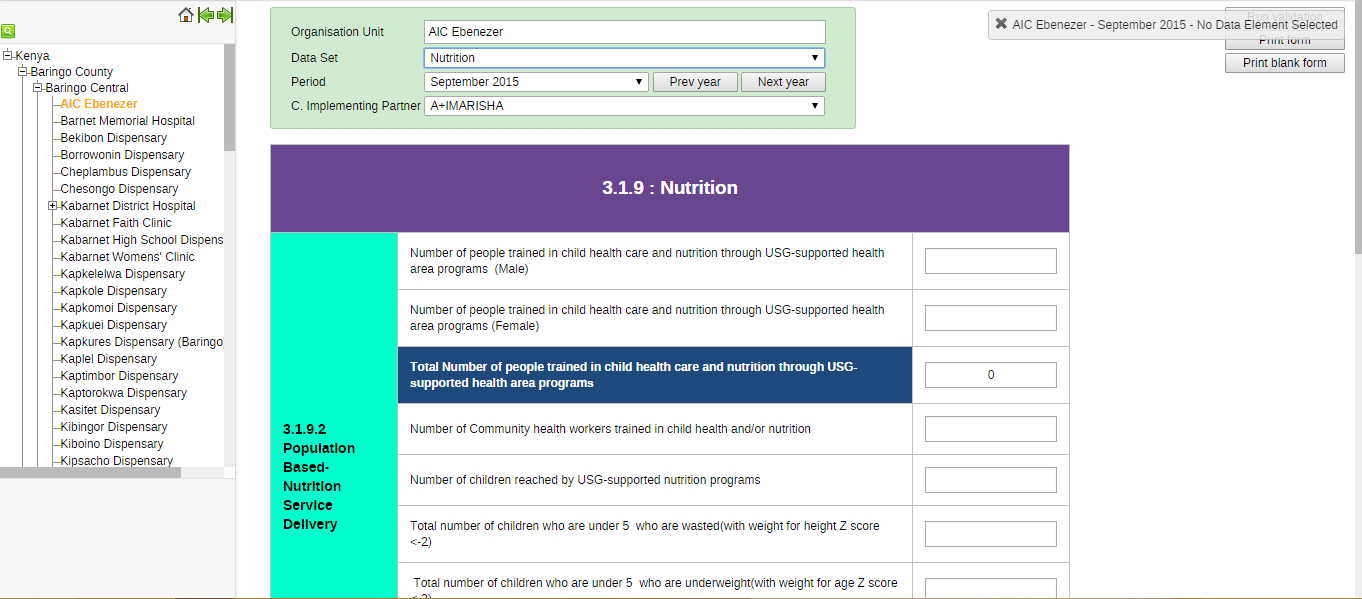 Kenya
Baringo County
Baringo Central
AIC Ebenezer
Barnet Memorial Hospital
Bekibon Dispensary
Borrowonin Dispensary
Cheplambus Dispensary
Chesongo Dispensary
Kabarnet District Hospital
Kabarnet Faith Clinic
Kabarnet High School Dispens
Kabarnet Womens' Clinic
Kapkelelwa Dispensary
Kapkole Dispensary
Kapkomoi Dispensary
Kapkuei Dispensary
Kapkures Dispensary (Baringo
Kaplel Dispensary
Kaptimbor Dispensary
Kaptorokwa Dispensary
Kasitet Dispensary
Kibingor Dispensary
Kiboino Dispensary
Kipsacho Dispensary
Organisation Unit AIC Ebenezer
Data Set Nutrition
Period September 2015 Prev year Next year
C. Implementing Partner A+IMARISHA
Run validation
AIC Ebenezer - September 2015 - No Data Element Selected
Print form
Print blank form
3.1.9 : Nutrition
3.1.9.2
Population
Based-
Nutrition
Service
Delivery
Number of people trained in child health care and nutrition through USG-supported health
area programs (Male)
Number of people trained in child health care and nutrition through USG-supported health
area programs (Female)
Total Number of people trained in child health care and nutrition through USG-
supported health area programs
0
Number of Community health workers trained in child health and/or nutrition
Number of children reached by USG-supported nutrition programs
Total number of children who are under 5 who are wasted(with weight for height Z score
<-2)
Total number of children who are under 5 who are underweight(with weight for age Z score
<-2)